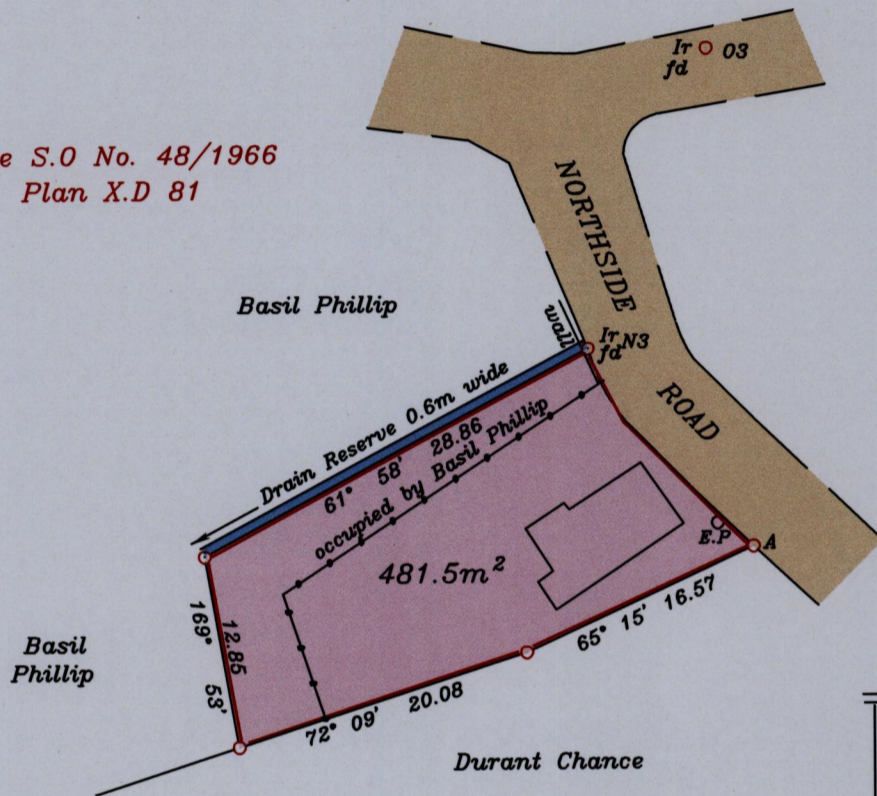 Ir
fd
O3
S.O No. 48/1966
Plan X.D 81
NORTHSIDE
ROAD
Basil Phillip
wall
Ir
fd N3
Drain Reserve 0.6m wide
61° 58' 28.86
occupied by Basil Phillip
481.5m²
E.P
A
169° 53'
12.85
Basil
Phillip
65° 15' 16.57
72° 09' 20.08
Durant Chance